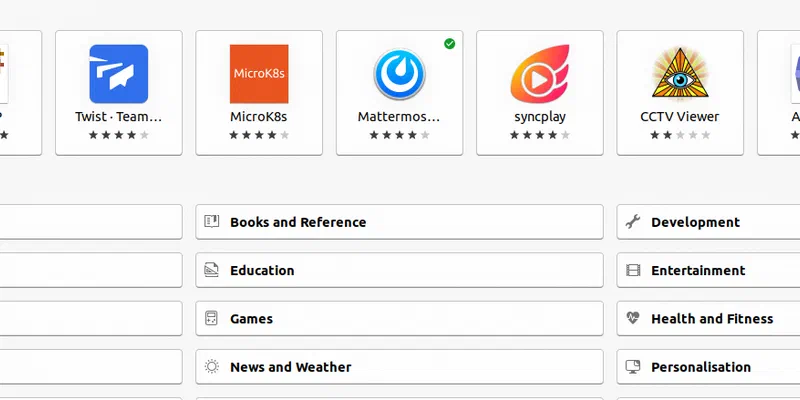 MicroK8s
Twist · Team…
MicroK8s
Mattermos…
syncplay
CCTV Viewer
Books and Reference
Development
Education
Entertainment
Games
Health and Fitness
News and Weather
Personalisation